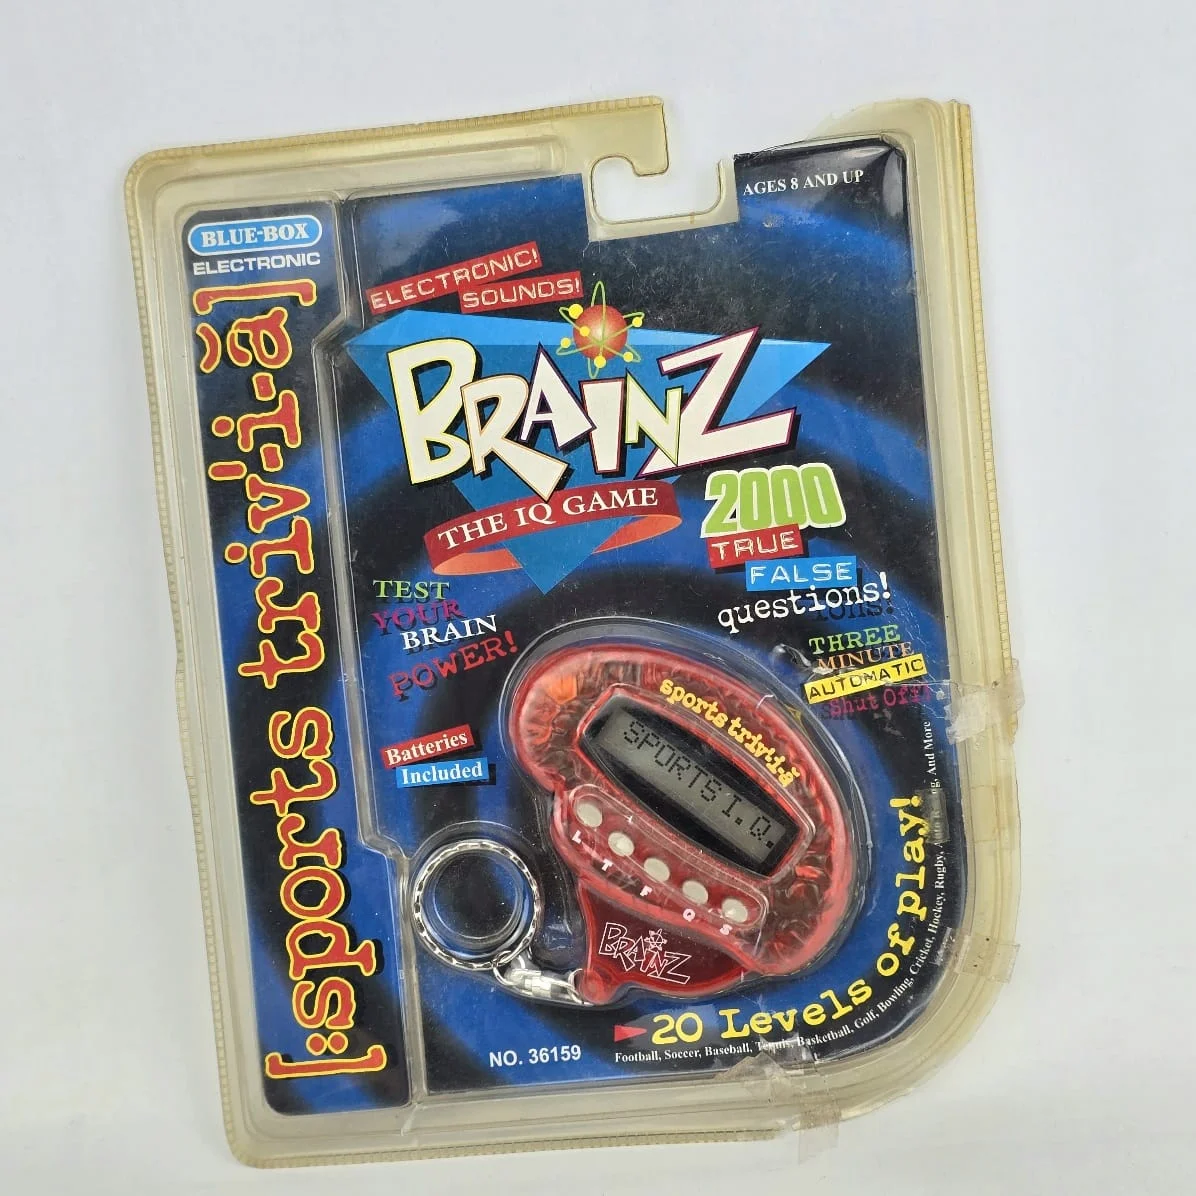 BLUE-BOX
ELECTRONIC
[:sports triv'·i·ă]
AGES 8 AND UP
ELECTRONIC!
SOUNDS!
BRAINZ
THE IQ GAME
2000
TRUE
FALSE
questions!
TEST
YOUR
BRAIN
POWER!
THREE
MINUTE
AUTOMATIC
Shut Off!
Batteries
Included
sports triv·i·ă
SPORTS I.Q.
L T F Q S
BRAINZ
20 Levels of play!
Football, Soccer, Baseball, Tennis, Basketball, Golf, Bowling, Cricket, Hockey, Rugby, And More
NO. 36159